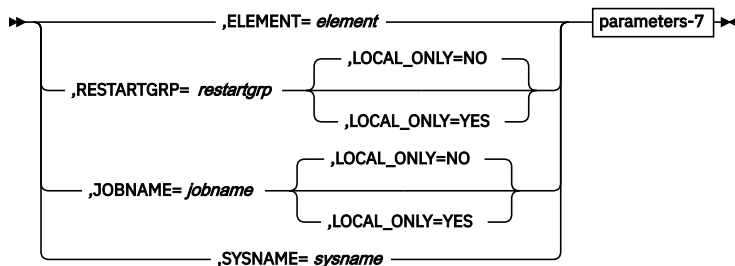 ,ELEMENT= element
parameters-7
,LOCAL_ONLY=NO
,RESTARTGRP= restartgrp
,LOCAL_ONLY=YES
,LOCAL_ONLY=NO
,JOBNAME= jobname
,LOCAL_ONLY=YES
,SYSNAME= sysname